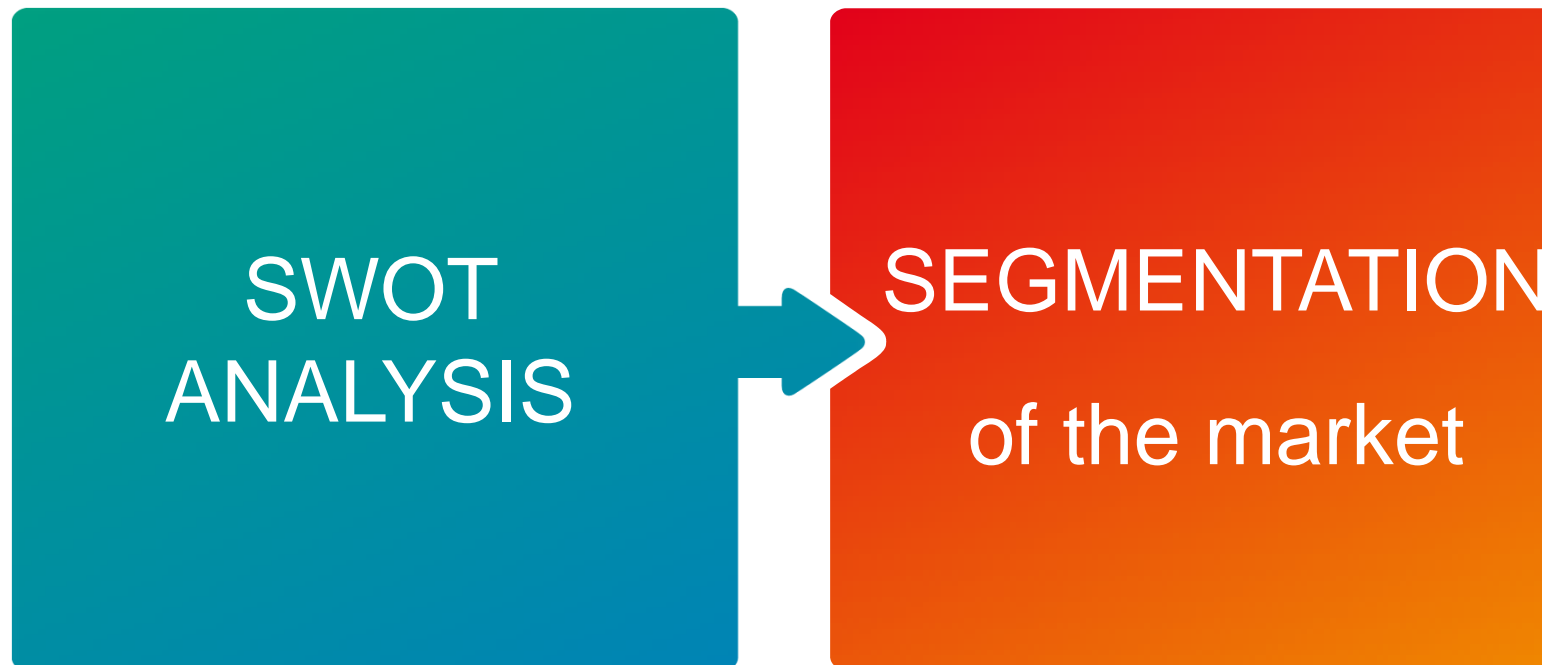 SWOT
ANALYSIS
SEGMENTATION
of the market